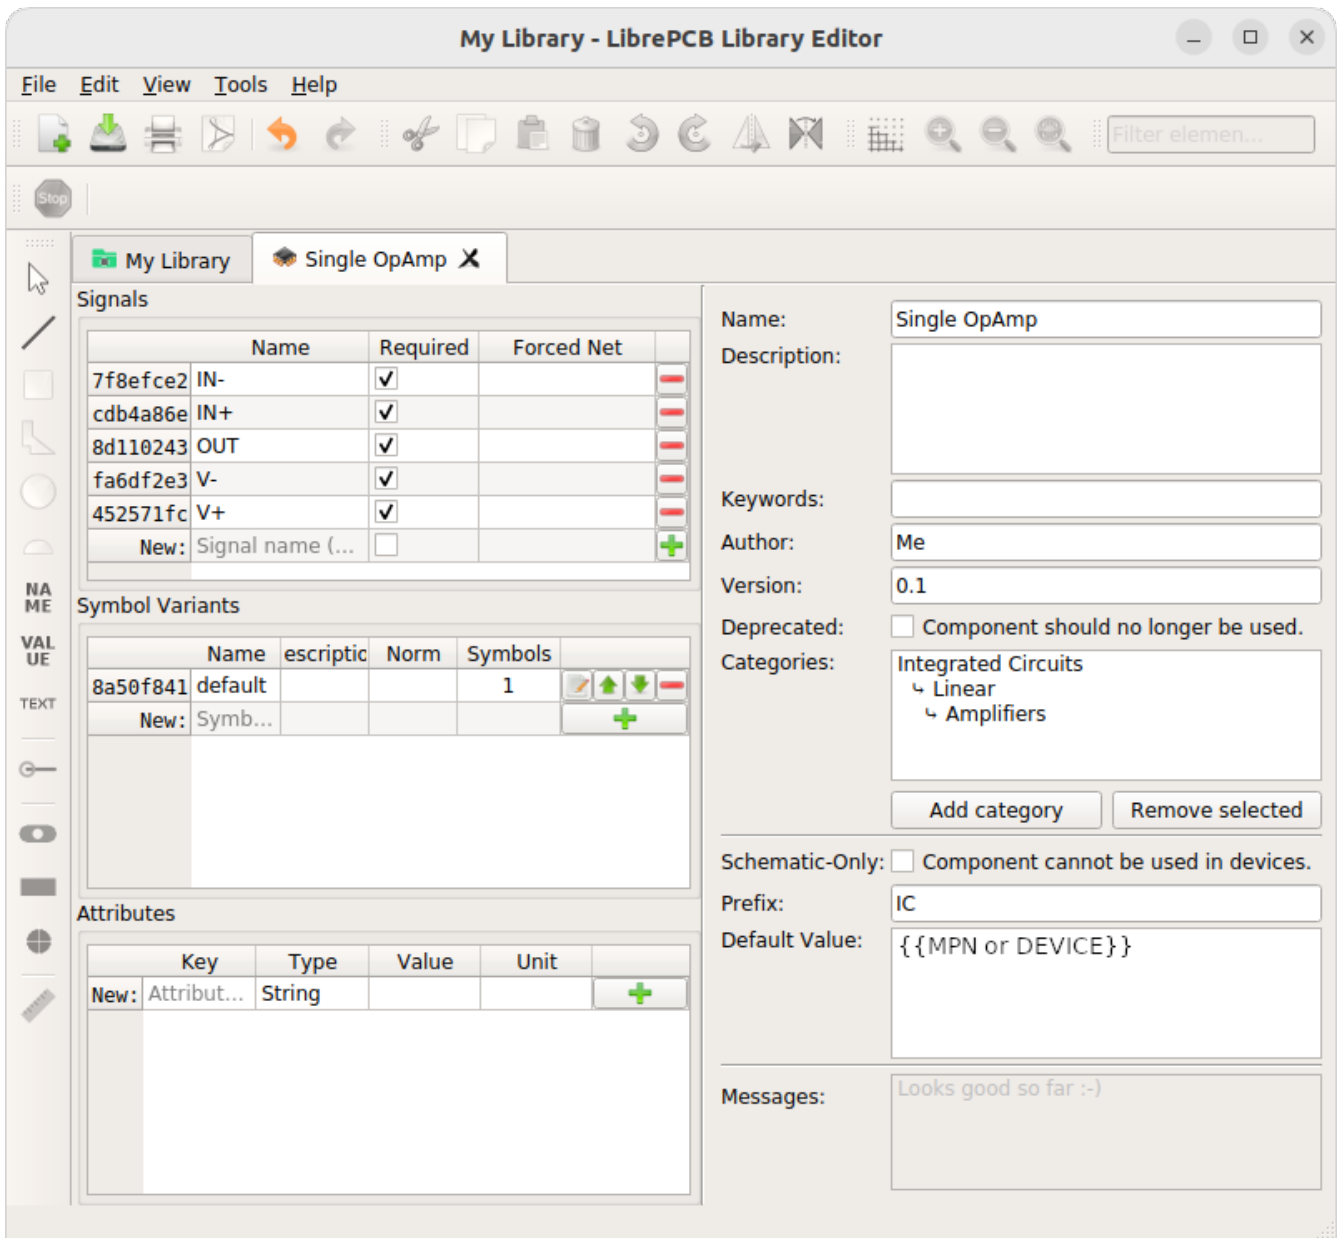 My Library - LibrePCB Library Editor
File Edit View Tools Help
Filter elemen...
Stop
My Library
Single OpAmp
Signals
Name Required Forced Net
7f8efce2 IN-
cdb4a86e IN+
8d110243 OUT
fa6df2e3 V-
452571fc V+
New: Signal name (...
Symbol Variants
Name escriptic Norm Symbols
8a50f841 default 1
New: Symb...
Attributes
Key Type Value Unit
New: Attribut... String
NA
ME
VAL
UE
TEXT
Name: Single OpAmp
Description:
Keywords:
Author: Me
Version: 0.1
Deprecated: Component should no longer be used.
Categories: Integrated Circuits
↳ Linear
↳ Amplifiers
Add category Remove selected
Schematic-Only: Component cannot be used in devices.
Prefix: IC
Default Value: {{MPN or DEVICE}}
Messages: Looks good so far :-)